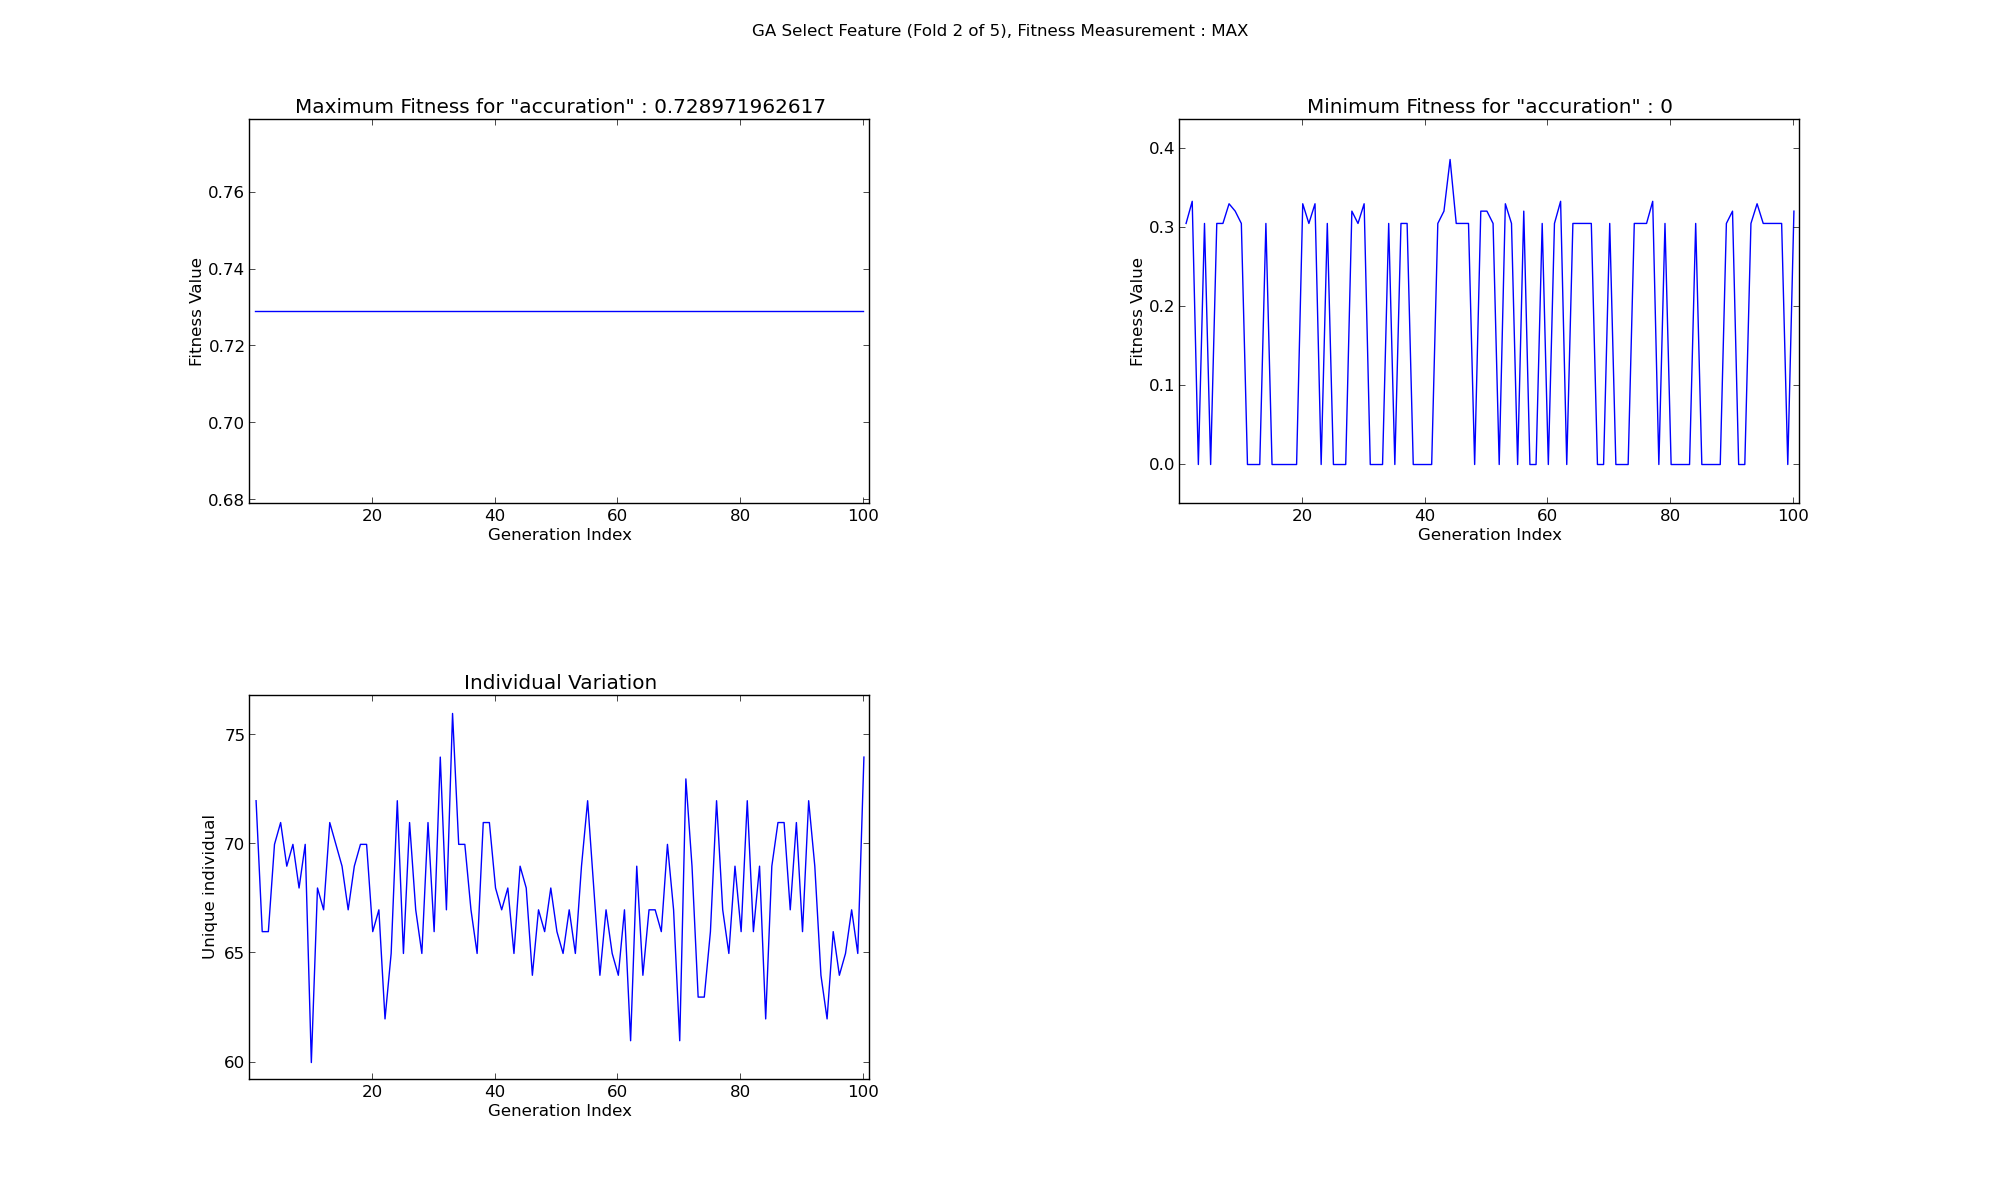 GA Select Feature (Fold 2 of 5), Fitness Measurement : MAX
Maximum Fitness for "accuration" : 0.728971962617
0.76
0.74
0.72
0.70
0.68
Fitness Value
20 40 60 80 100
Generation Index
Minimum Fitness for "accuration" : 0
0.4
0.3
0.2
0.1
0.0
Fitness Value
20 40 60 80 100
Generation Index
Individual Variation
75
70
65
60
Unique individual
20 40 60 80 100
Generation Index